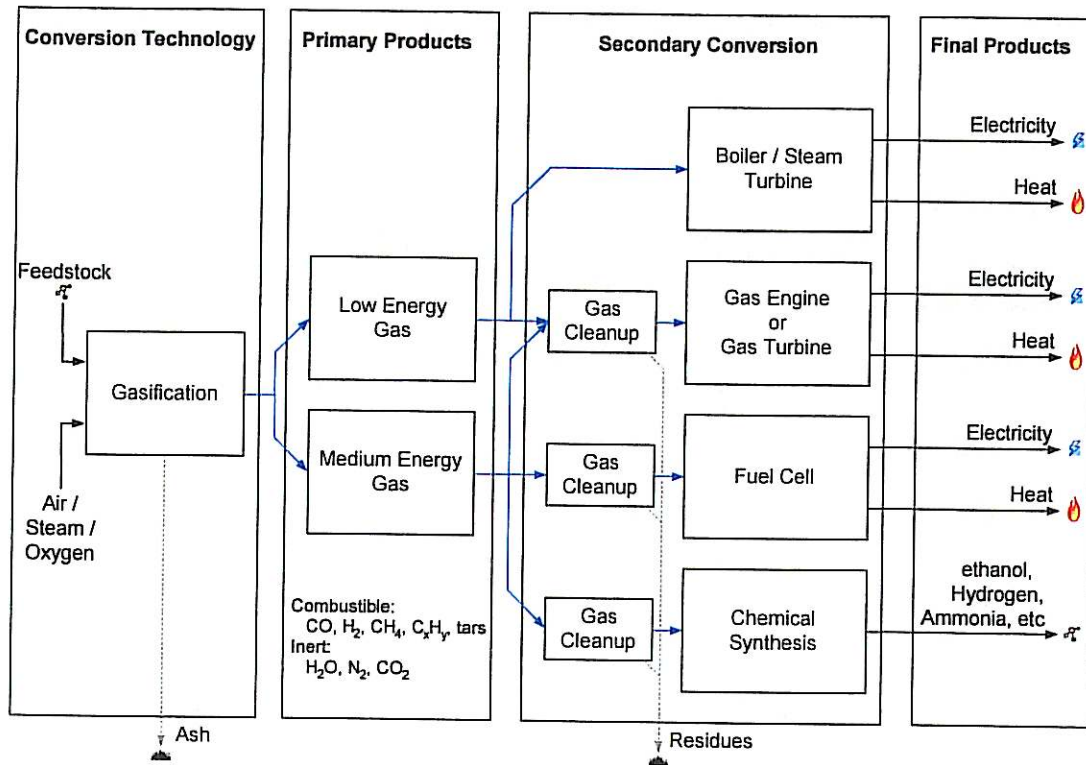 Conversion Technology
Primary Products
Secondary Conversion
Final Products
Feedstock
Gasification
Air /
Steam /
Oxygen
Ash
Low Energy
Gas
Medium Energy
Gas
Combustible:
CO, H₂, CH₄, CₓHᵧ, tars
Inert:
H₂O, N₂, CO₂
Boiler / Steam
Turbine
Gas
Cleanup
Gas Engine
or
Gas Turbine
Gas
Cleanup
Fuel Cell
Gas
Cleanup
Chemical
Synthesis
Residues
Electricity
Heat
Electricity
Heat
Electricity
Heat
ethanol,
Hydrogen,
Ammonia, etc